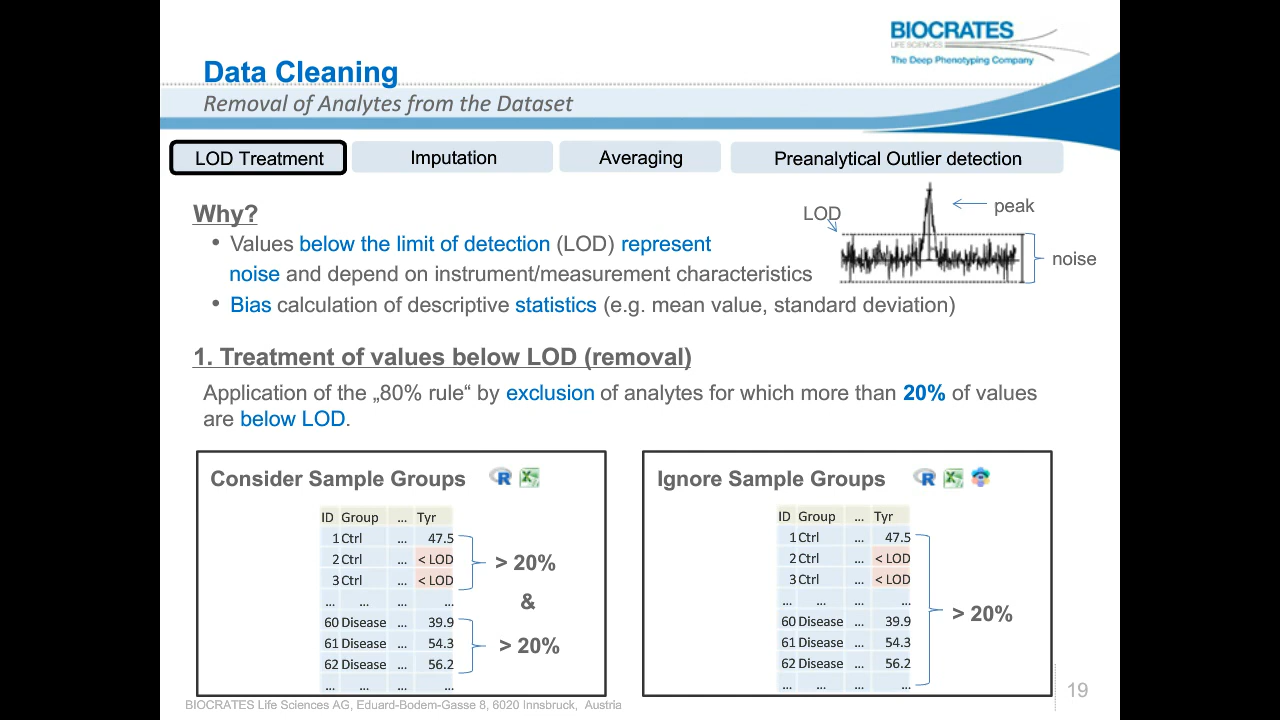 BIOCRATES
LIFE SCIENCES
The Deep Phenotyping Company
Data Cleaning
Removal of Analytes from the Dataset
LOD Treatment
Imputation
Averaging
Preanalytical Outlier detection
Why?
• Values below the limit of detection (LOD) represent
noise and depend on instrument/measurement characteristics
• Bias calculation of descriptive statistics (e.g. mean value, standard deviation)
LOD
peak
noise
1. Treatment of values below LOD (removal)
Application of the „80% rule“ by exclusion of analytes for which more than 20% of values
are below LOD.
Consider Sample Groups
R
X
ID Group ... Tyr
1 Ctrl ... 47.5
2 Ctrl ... < LOD
3 Ctrl ... < LOD
... ... ... ...
60 Disease ... 39.9
61 Disease ... 54.3
62 Disease ... 56.2
... ... ... ...
> 20%
&
> 20%
Ignore Sample Groups
R
X
ID Group ... Tyr
1 Ctrl ... 47.5
2 Ctrl ... < LOD
3 Ctrl ... < LOD
... ... ... ...
60 Disease ... 39.9
61 Disease ... 54.3
62 Disease ... 56.2
... ... ... ...
> 20%
BIOCRATES Life Sciences AG, Eduard-Bodem-Gasse 8, 6020 Innsbruck, Austria
19